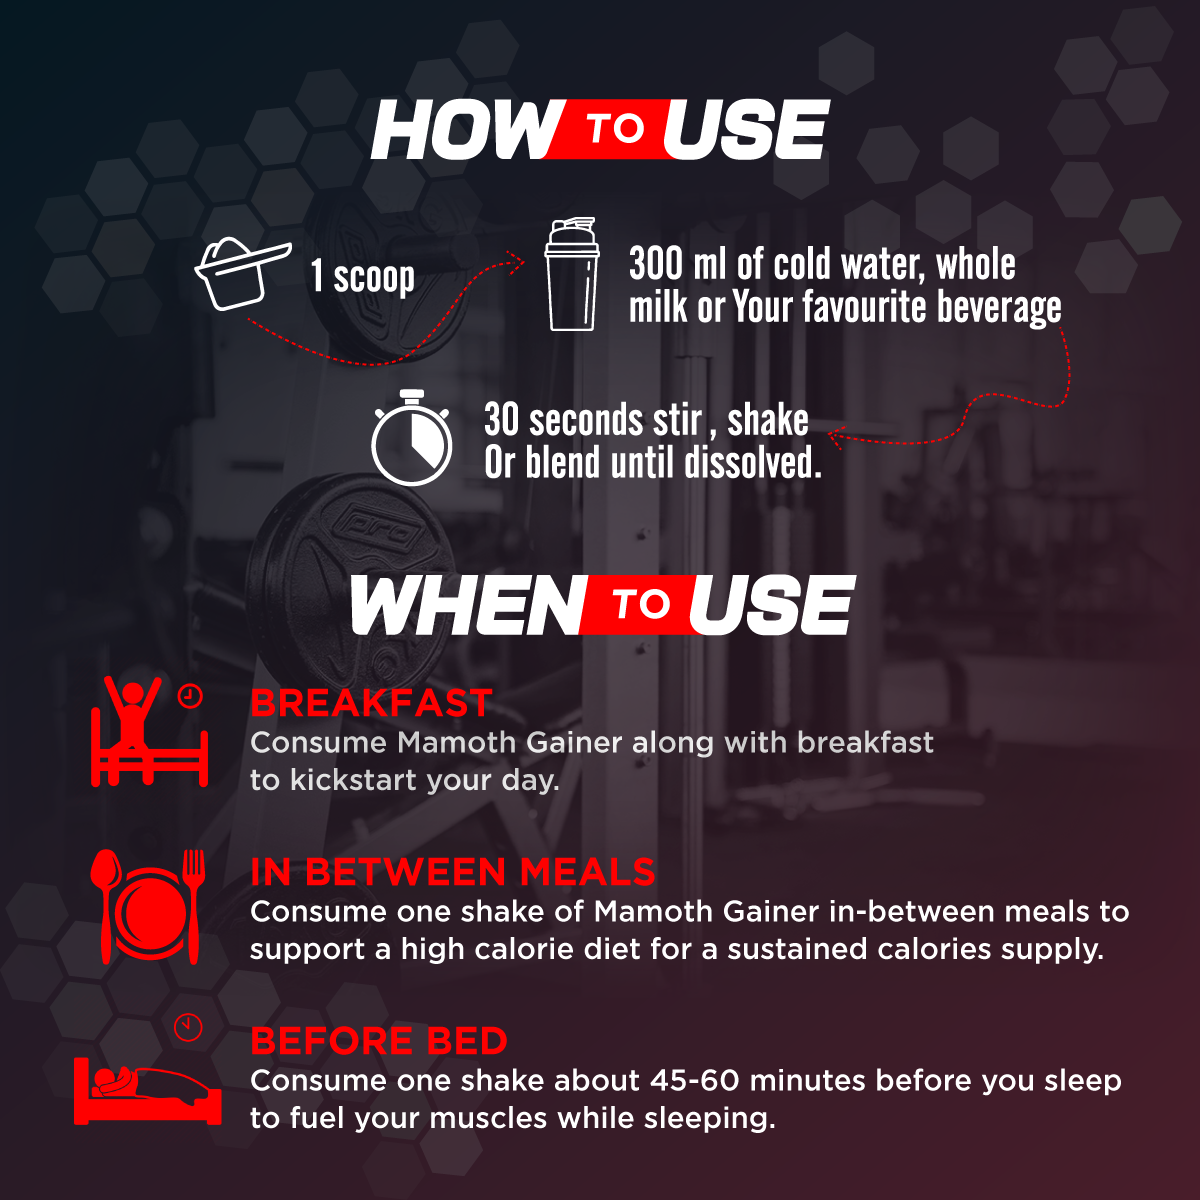 HOW TO USE
1 scoop
300 ml of cold water, whole
milk or Your favourite beverage
30 seconds stir , shake
Or blend until dissolved.
pro
WHEN TO USE
BREAKFAST
Consume Mamoth Gainer along with breakfast
to kickstart your day.
IN BETWEEN MEALS
Consume one shake of Mamoth Gainer in-between meals to
support a high calorie diet for a sustained calories supply.
BEFORE BED
Consume one shake about 45-60 minutes before you sleep
to fuel your muscles while sleeping.